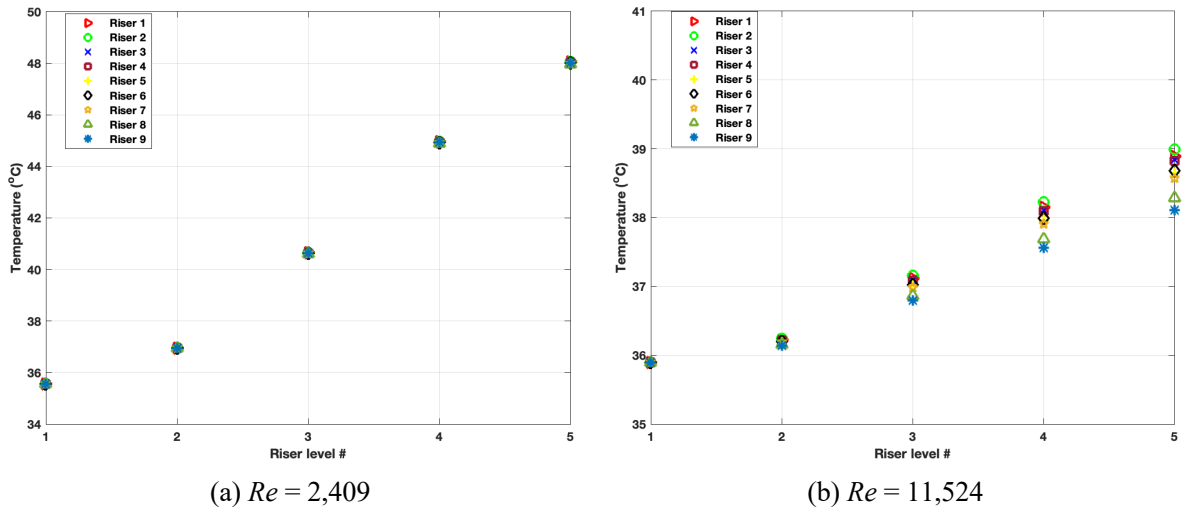 50
48
46
44
42
40
38
36
34
Temperature (°C)
Riser 1
Riser 2
Riser 3
Riser 4
Riser 5
Riser 6
Riser 7
Riser 8
Riser 9
1 2 3 4 5
Riser level #
(a) Re = 2,409
41
40
39
38
37
36
35
Temperature (°C)
Riser 1
Riser 2
Riser 3
Riser 4
Riser 5
Riser 6
Riser 7
Riser 8
Riser 9
1 2 3 4 5
Riser level #
(b) Re = 11,524